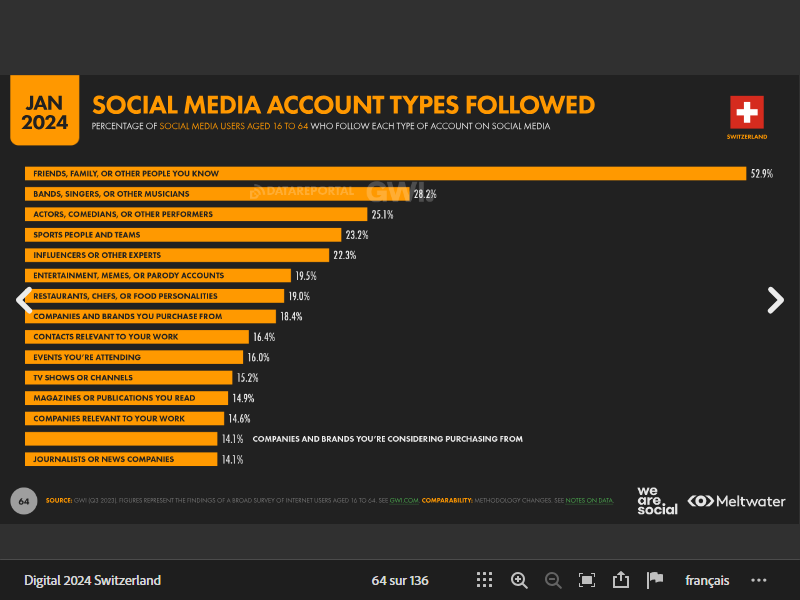 JAN
2024
SOCIAL MEDIA ACCOUNT TYPES FOLLOWED
PERCENTAGE OF SOCIAL MEDIA USERS AGED 16 TO 64 WHO FOLLOW EACH TYPE OF ACCOUNT ON SOCIAL MEDIA
SWITZERLAND
FRIENDS, FAMILY, OR OTHER PEOPLE YOU KNOW 52.9%
DATAREPORTAL GWI.
BANDS, SINGERS, OR OTHER MUSICIANS 28.2%
ACTORS, COMEDIANS, OR OTHER PERFORMERS 25.1%
SPORTS PEOPLE AND TEAMS 23.2%
INFLUENCERS OR OTHER EXPERTS 22.3%
ENTERTAINMENT, MEMES, OR PARODY ACCOUNTS 19.5%
RESTAURANTS, CHEFS, OR FOOD PERSONALITIES 19.0%
COMPANIES AND BRANDS YOU PURCHASE FROM 18.4%
CONTACTS RELEVANT TO YOUR WORK 16.4%
EVENTS YOU'RE ATTENDING 16.0%
TV SHOWS OR CHANNELS 15.2%
MAGAZINES OR PUBLICATIONS YOU READ 14.9%
COMPANIES RELEVANT TO YOUR WORK 14.6%
14.1% COMPANIES AND BRANDS YOU'RE CONSIDERING PURCHASING FROM
JOURNALISTS OR NEWS COMPANIES 14.1%
64
SOURCE: GWI (Q3 2023). FIGURES REPRESENT THE FINDINGS OF A BROAD SURVEY OF INTERNET USERS AGED 16 TO 64. SEE GWI.COM. COMPARABILITY: METHODOLOGY CHANGES. SEE NOTES ON DATA.
we
are.
social
Meltwater
Digital 2024 Switzerland
64 sur 136
français